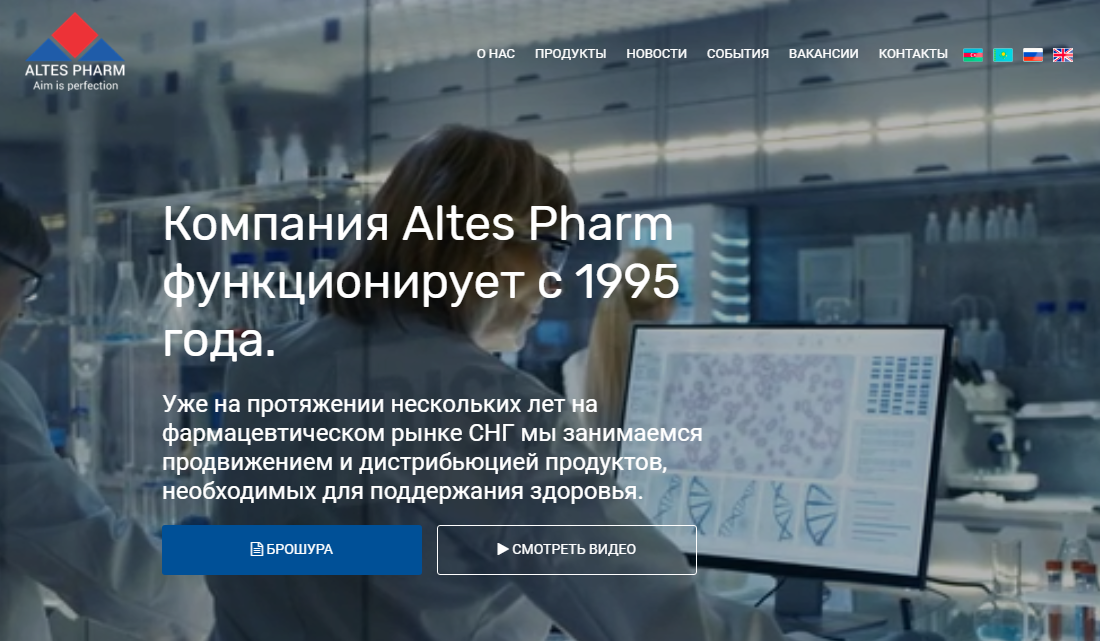 ALTES PHARM
Aim is perfection
О НАС ПРОДУКТЫ НОВОСТИ СОБЫТИЯ ВАКАНСИИ КОНТАКТЫ
Компания Altes Pharm
функционирует с 1995
года.
Уже на протяжении нескольких лет на
фармацевтическом рынке СНГ мы занимаемся
продвижением и дистрибьюцией продуктов,
необходимых для поддержания здоровья.
БРОШУРА
СМОТРЕТЬ ВИДЕО